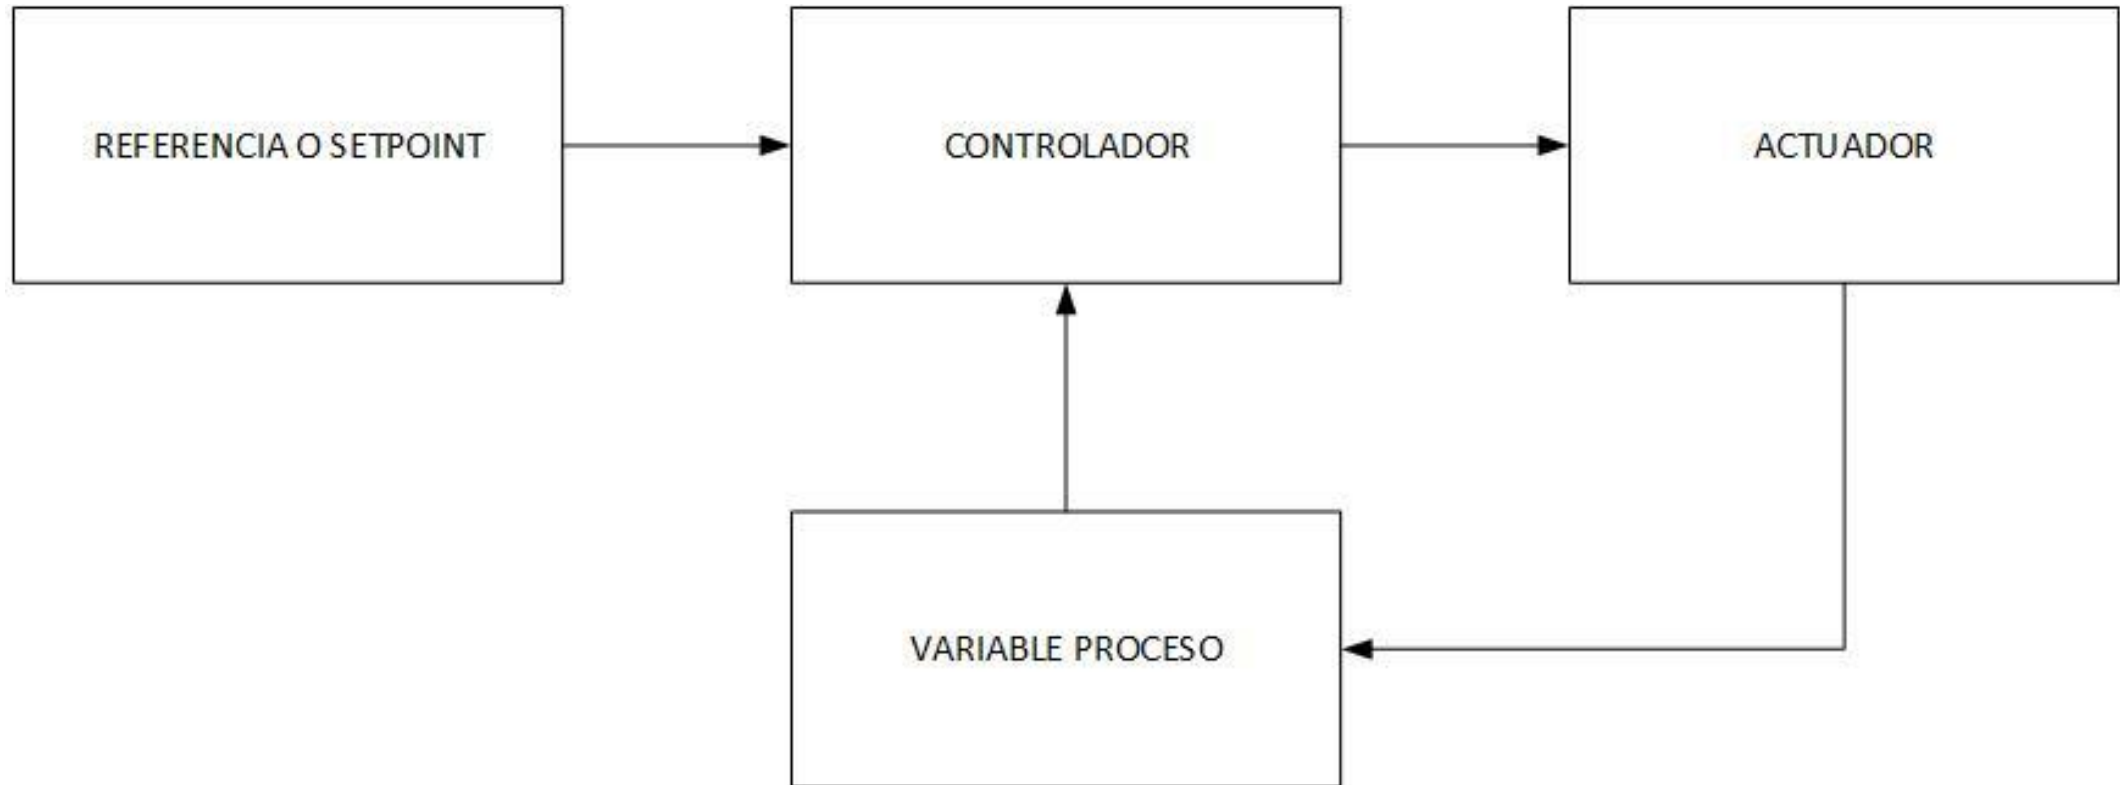 REFERENCIA O SETPOINT
CONTROLADOR
ACTUADOR
VARIABLE PROCESO